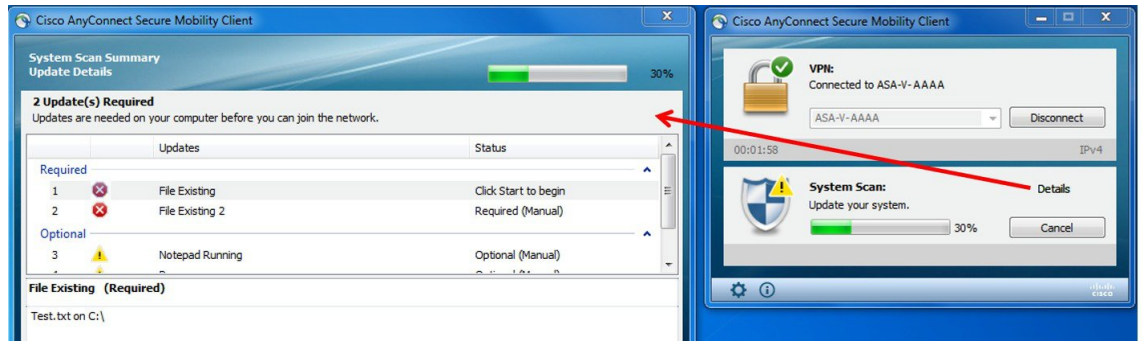 Cisco AnyConnect Secure Mobility Client
System Scan Summary
Update Details
30%
2 Update(s) Required
Updates are needed on your computer before you can join the network.
Updates Status
Required
1 File Existing Click Start to begin
2 File Existing 2 Required (Manual)
Optional
3 Notepad Running Optional (Manual)
File Existing (Required)
Test.txt on C:\
Cisco AnyConnect Secure Mobility Client
VPN:
Connected to ASA-V-AAAA
ASA-V-AAAA Disconnect
00:01:58 IPv4
System Scan: Details
Update your system.
30% Cancel
cisco